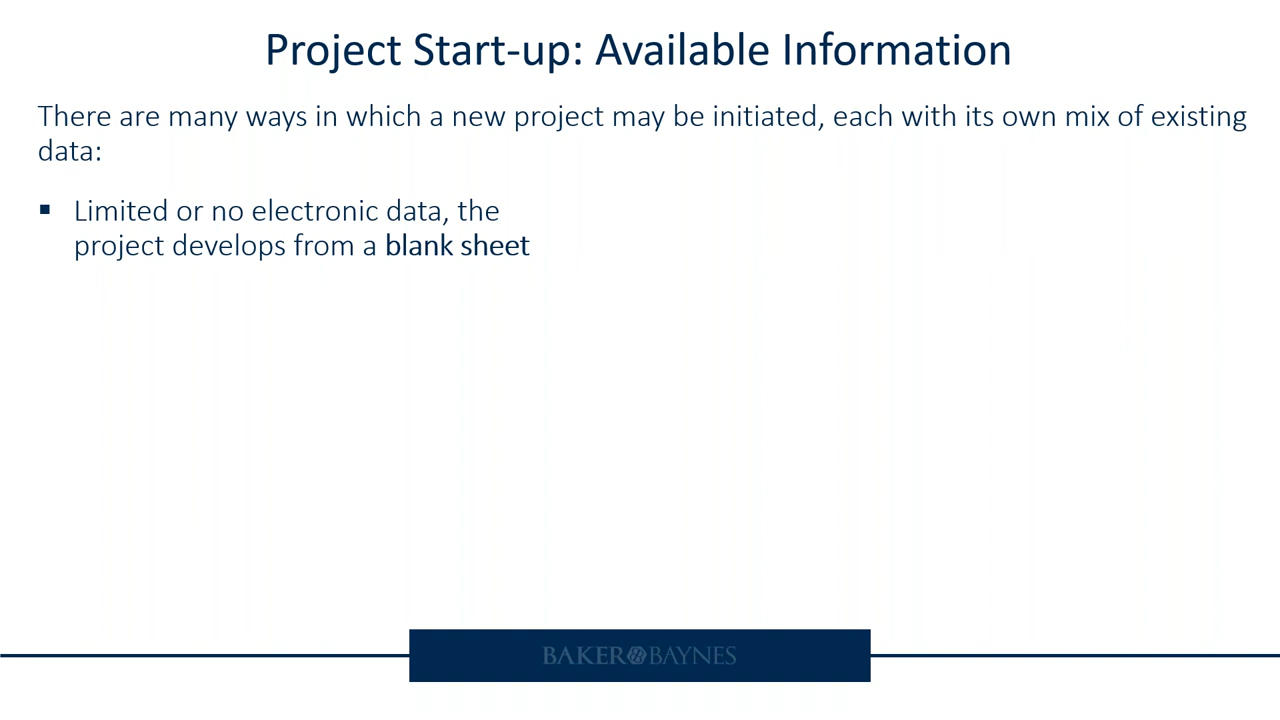 Project Start-up: Available Information
There are many ways in which a new project may be initiated, each with its own mix of existing
data:
▪ Limited or no electronic data, the
project develops from a blank sheet
BAKER BAYNES